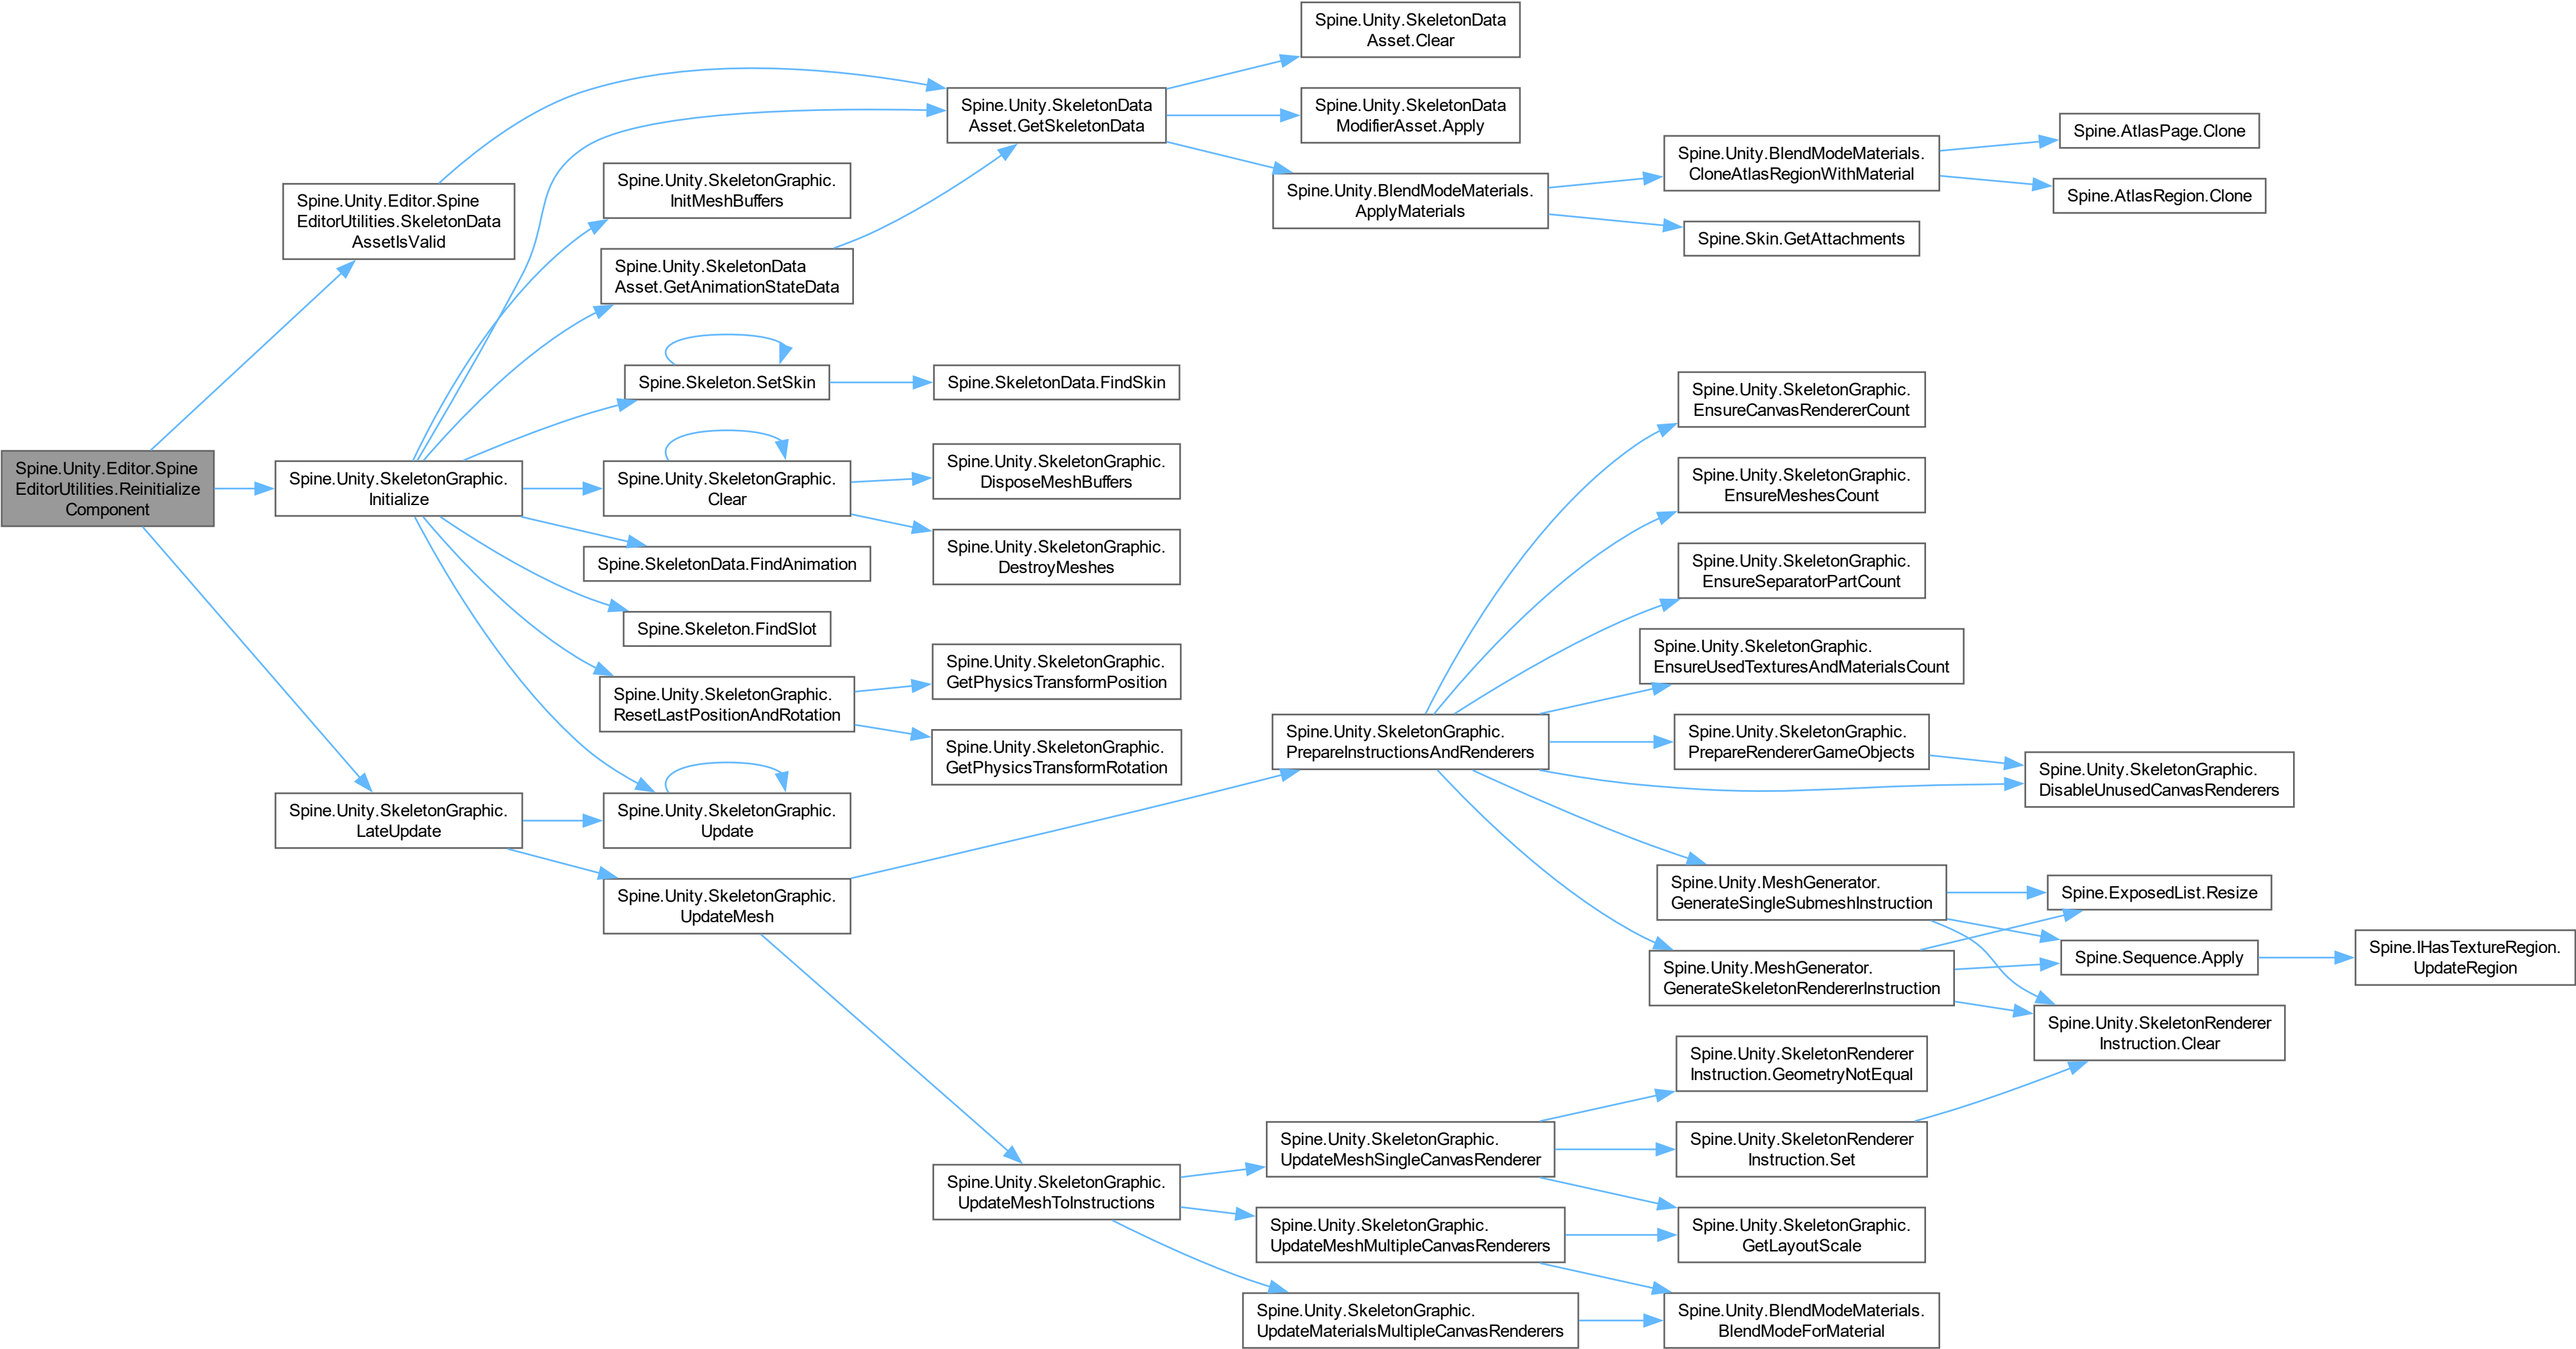 Spine.Unity.Editor.Spine
EditorUtilities.Reinitialize
Component
Spine.Unity.Editor.Spine
EditorUtilities.SkeletonData
AssetIsValid
Spine.Unity.SkeletonGraphic.
Initialize
Spine.Unity.SkeletonGraphic.
LateUpdate
Spine.Unity.SkeletonGraphic.
InitMeshBuffers
Spine.Unity.SkeletonData
Asset.GetAnimationStateData
Spine.Skeleton.SetSkin
Spine.Unity.SkeletonGraphic.
Clear
Spine.SkeletonData.FindAnimation
Spine.Skeleton.FindSlot
Spine.Unity.SkeletonGraphic.
ResetLastPositionAndRotation
Spine.Unity.SkeletonGraphic.
Update
Spine.Unity.SkeletonGraphic.
UpdateMesh
Spine.Unity.SkeletonData
Asset.GetSkeletonData
Spine.SkeletonData.FindSkin
Spine.Unity.SkeletonGraphic.
DisposeMeshBuffers
Spine.Unity.SkeletonGraphic.
DestroyMeshes
Spine.Unity.SkeletonGraphic.
GetPhysicsTransformPosition
Spine.Unity.SkeletonGraphic.
GetPhysicsTransformRotation
Spine.Unity.SkeletonGraphic.
UpdateMeshToInstructions
Spine.Unity.SkeletonData
Asset.Clear
Spine.Unity.SkeletonData
ModifierAsset.Apply
Spine.Unity.BlendModeMaterials.
ApplyMaterials
Spine.Unity.SkeletonGraphic.
PrepareInstructionsAndRenderers
Spine.Unity.SkeletonGraphic.
UpdateMeshSingleCanvasRenderer
Spine.Unity.SkeletonGraphic.
UpdateMeshMultipleCanvasRenderers
Spine.Unity.SkeletonGraphic.
UpdateMaterialsMultipleCanvasRenderers
Spine.Unity.BlendModeMaterials.
CloneAtlasRegionWithMaterial
Spine.Skin.GetAttachments
Spine.Unity.SkeletonGraphic.
EnsureCanvasRendererCount
Spine.Unity.SkeletonGraphic.
EnsureMeshesCount
Spine.Unity.SkeletonGraphic.
EnsureSeparatorPartCount
Spine.Unity.SkeletonGraphic.
EnsureUsedTexturesAndMaterialsCount
Spine.Unity.SkeletonGraphic.
PrepareRendererGameObjects
Spine.Unity.MeshGenerator.
GenerateSingleSubmeshInstruction
Spine.Unity.MeshGenerator.
GenerateSkeletonRendererInstruction
Spine.Unity.SkeletonRenderer
Instruction.GeometryNotEqual
Spine.Unity.SkeletonRenderer
Instruction.Set
Spine.Unity.SkeletonGraphic.
GetLayoutScale
Spine.Unity.BlendModeMaterials.
BlendModeForMaterial
Spine.AtlasPage.Clone
Spine.AtlasRegion.Clone
Spine.Unity.SkeletonGraphic.
DisableUnusedCanvasRenderers
Spine.ExposedList.Resize
Spine.Sequence.Apply
Spine.Unity.SkeletonRenderer
Instruction.Clear
Spine.IHasTextureRegion.
UpdateRegion